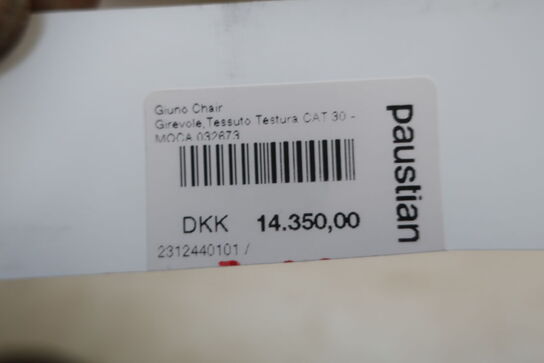 Giuno Chair
Girevole,Tessuto Testura CAT 30 -
MOCA 032673
DKK 14.350,00
2312440101 /
paustian